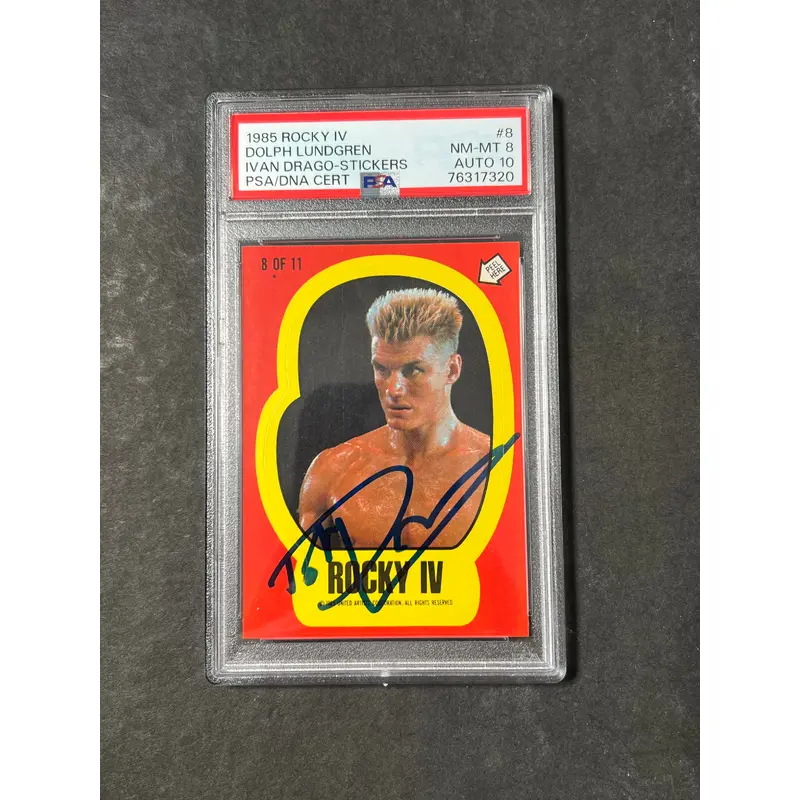 1985 ROCKY IV #8
DOLPH LUNDGREN NM-MT 8
IVAN DRAGO-STICKERS AUTO 10
PSA/DNA CERT PSA 76317320
8 OF 11
PEEL
HERE
ROCKY IV
UNITED ALL RIGHTS RESERVED